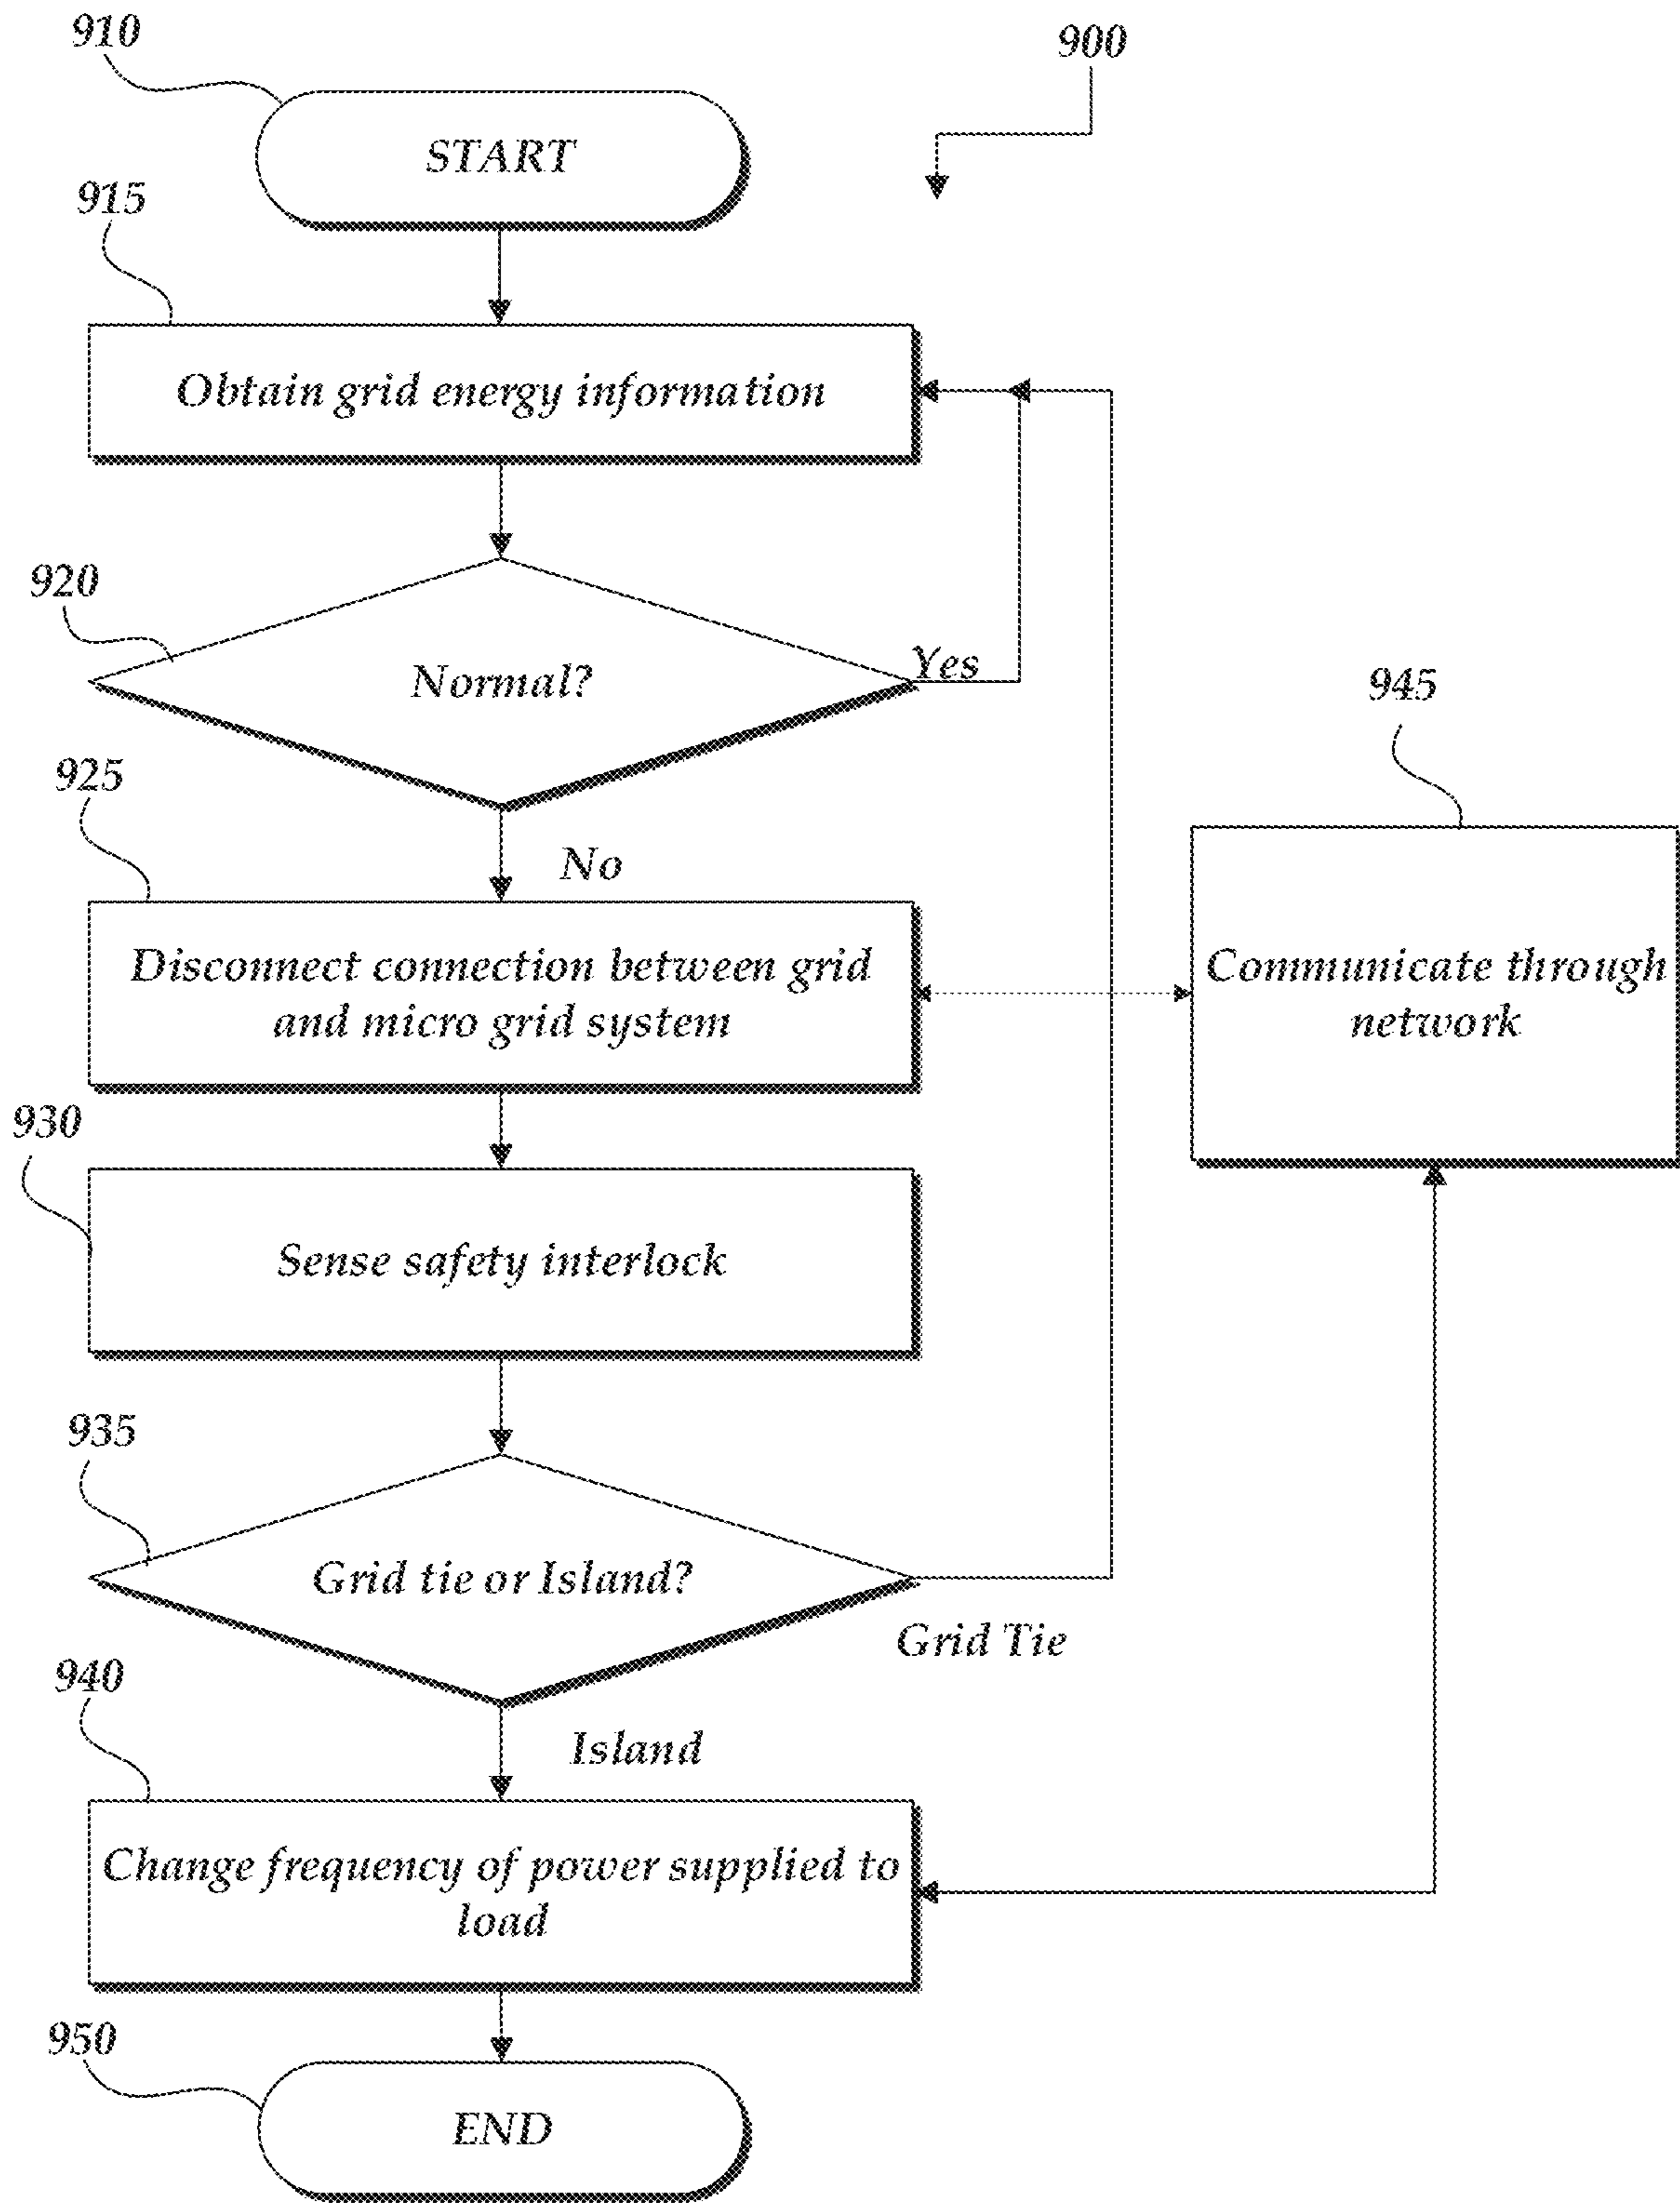 910
900
START
915
Obtain grid energy information
920
Normal?
Yes
945
925
No
Disconnect connection between grid
and micro grid system
Communicate through
network
930
Sense safety interlock
935
Grid tie or Island?
Grid Tie
940
Island
Change frequency of power supplied to
load
950
END